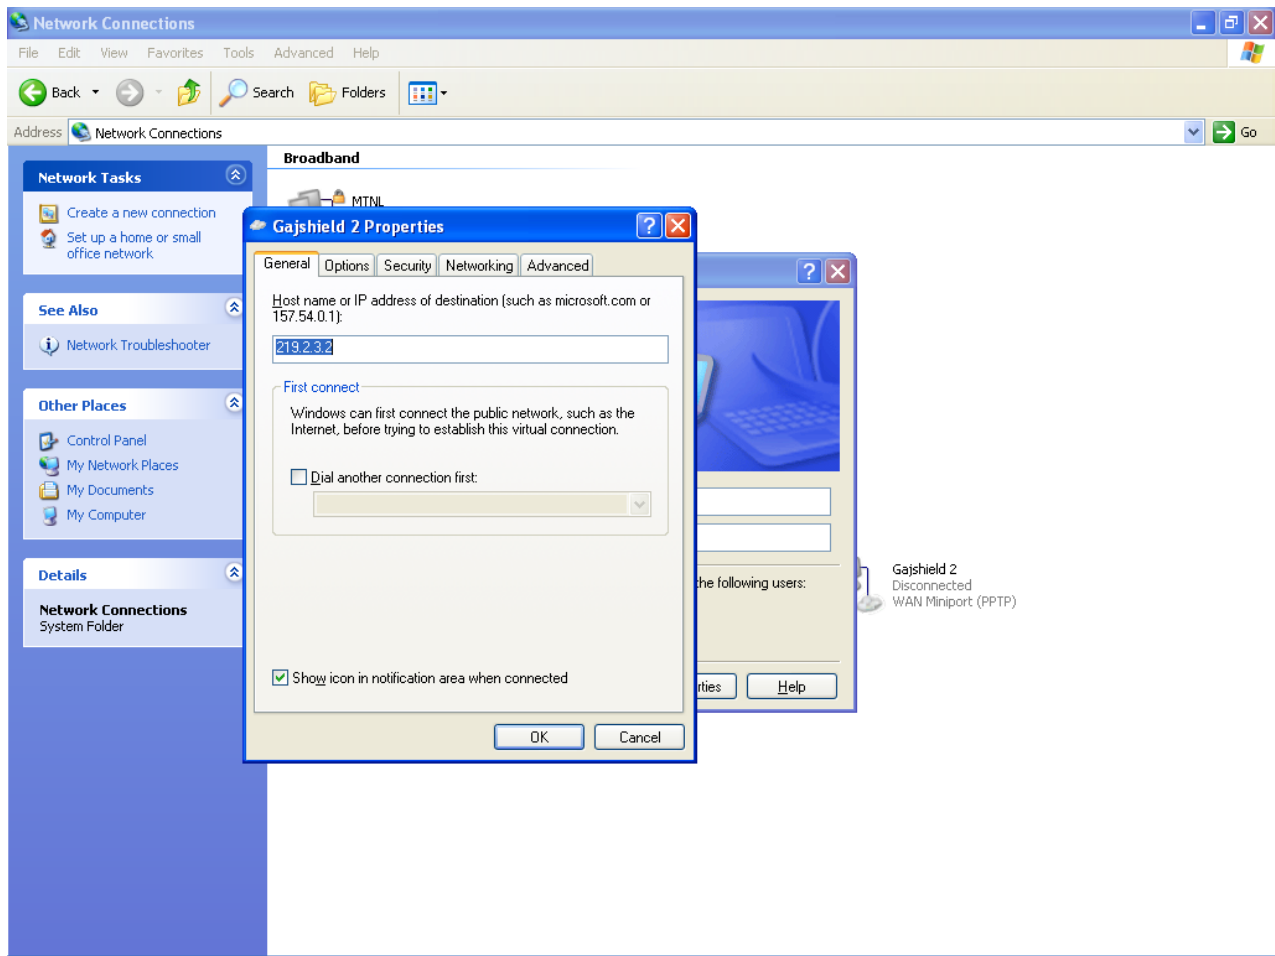 Network Connections
File Edit View Favorites Tools Advanced Help
Back Search Folders
Address Network Connections Go
Network Tasks
Create a new connection
Set up a home or small
office network
See Also
Network Troubleshooter
Other Places
Control Panel
My Network Places
My Documents
My Computer
Details
Network Connections
System Folder
Broadband
MTNL
Gajshield 2 Properties
General Options Security Networking Advanced
Host name or IP address of destination (such as microsoft.com or
157.54.0.1):
219.2.3.2
First connect
Windows can first connect the public network, such as the
Internet, before trying to establish this virtual connection.
Dial another connection first:
Show icon in notification area when connected
OK Cancel
the following users:
rties Help
Gajshield 2
Disconnected
WAN Miniport (PPTP)